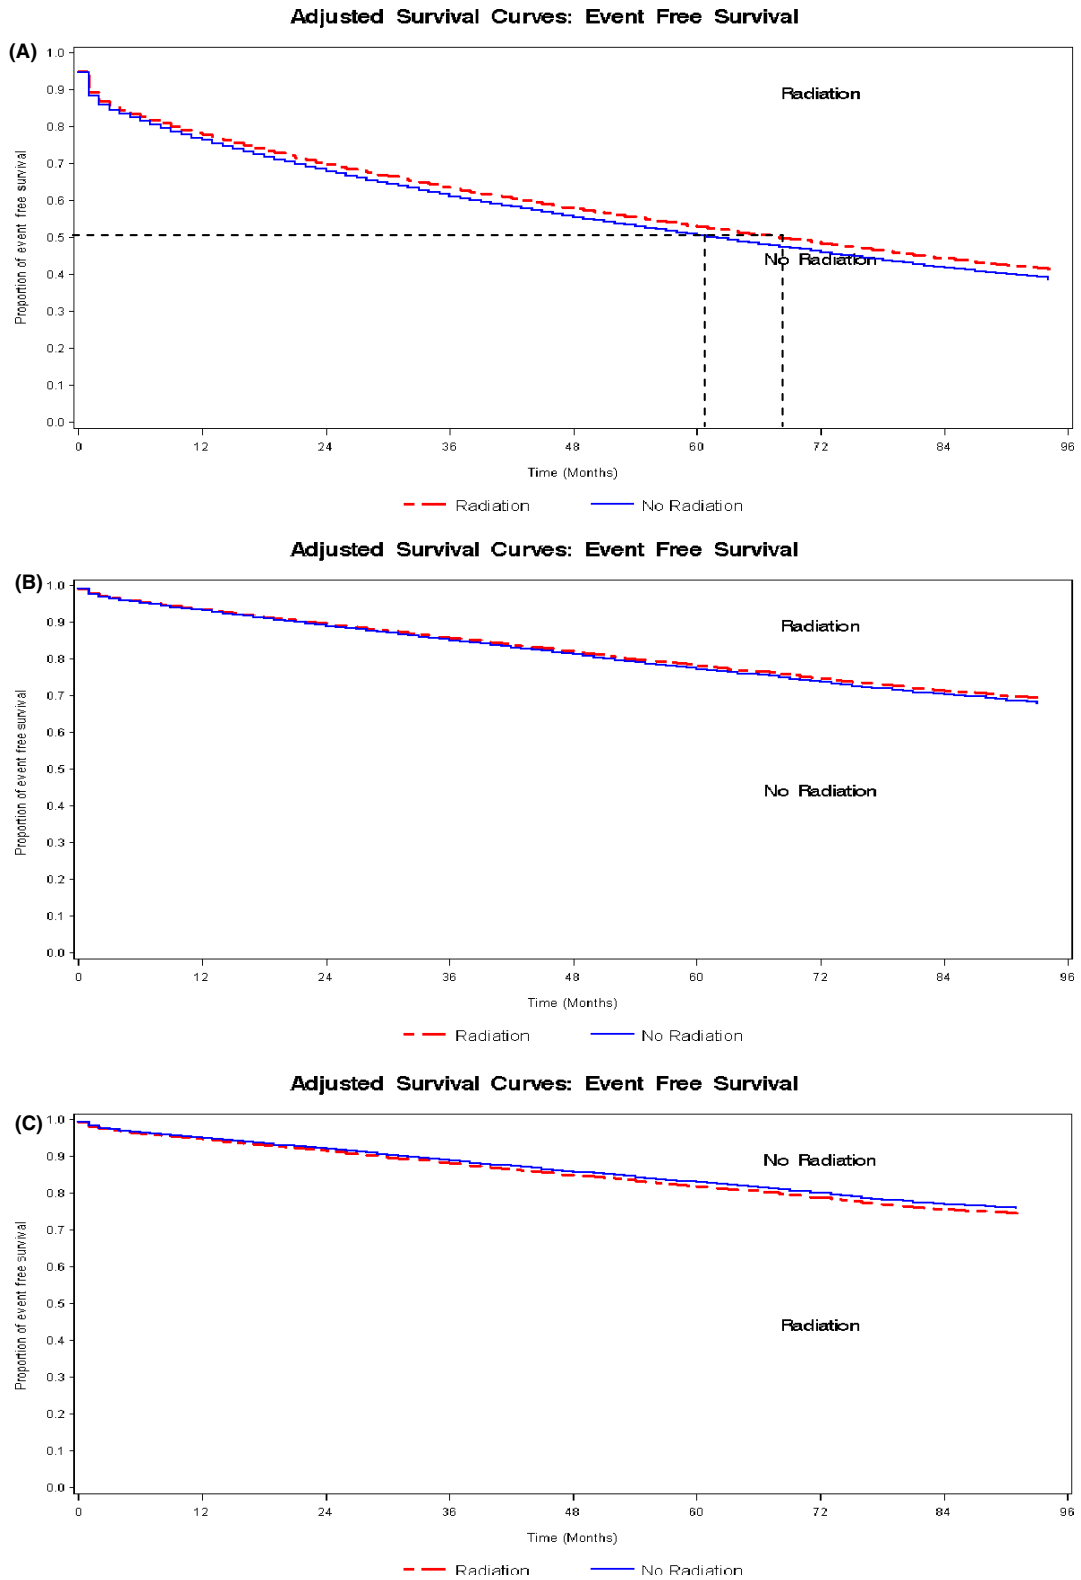 Adjusted Survival Curves: Event Free Survival
(A)
Proportion of event free survival
1.0
0.9
0.8
0.7
0.6
0.5
0.4
0.3
0.2
0.1
0.0
Radiation
No Radiation
0 12 24 36 48 60 72 84 96
Time (Months)
Radiation No Radiation
Adjusted Survival Curves: Event Free Survival
(B)
Proportion of event free survival
1.0
0.9
0.8
0.7
0.6
0.5
0.4
0.3
0.2
0.1
0.0
Radiation
No Radiation
0 12 24 36 48 60 72 84 96
Time (Months)
Radiation No Radiation
Adjusted Survival Curves: Event Free Survival
(C)
Proportion of event free survival
1.0
0.9
0.8
0.7
0.6
0.5
0.4
0.3
0.2
0.1
0.0
No Radiation
Radiation
0 12 24 36 48 60 72 84 96
Time (Months)
Radiation No Radiation